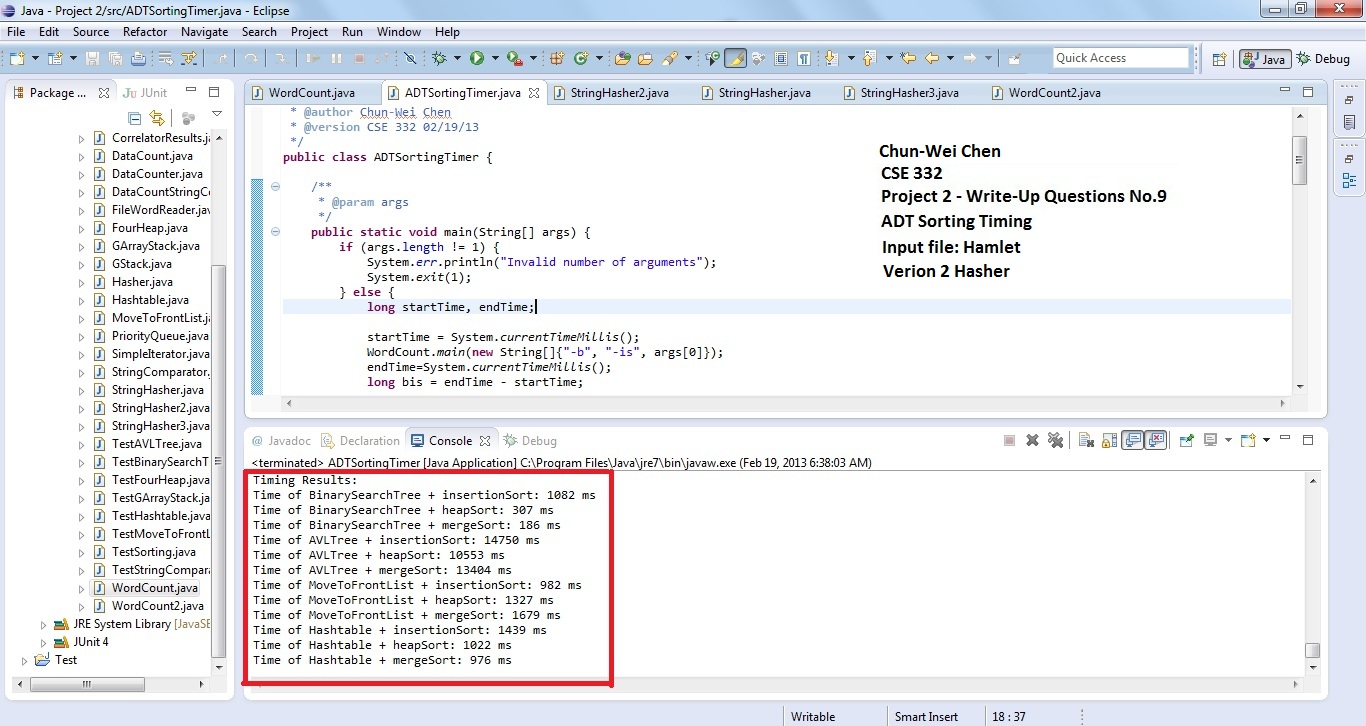 Java - Project 2/src/ADTSortingTimer.java - Eclipse
File Edit Source Refactor Navigate Search Project Run Window Help
Quick Access
Java
Debug
Package ...
JUnit
CorrelatorResults.j
DataCount.java
DataCounter.java
DataCountStringC
FileWordReader.jav
FourHeap.java
GArrayStack.java
GStack.java
Hasher.java
Hashtable.java
MoveToFrontList.j
PriorityQueue.java
SimpleIterator.java
StringComparator.
StringHasher.java
StringHasher2.java
StringHasher3.java
TestAVLTree.java
TestBinarySearchT
TestFourHeap.java
TestGArrayStack.ja
TestHashtable.java
TestMoveToFrontL
TestSorting.java
TestStringCompar
WordCount.java
WordCount2.java
JRE System Library [JavaSE
JUnit 4
Test
WordCount.java ADTSortingTimer.java StringHasher2.java StringHasher.java StringHasher3.java WordCount2.java
* @author Chun-Wei Chen
* @version CSE 332 02/19/13
*/
public class ADTSortingTimer {
/**
* @param args
*/
public static void main(String[] args) {
if (args.length != 1) {
System.err.println("Invalid number of arguments");
System.exit(1);
} else {
long startTime, endTime;
startTime = System.currentTimeMillis();
WordCount.main(new String[]{"-b", "-is", args[0]});
endTime=System.currentTimeMillis();
long bis = endTime - startTime;
Chun-Wei Chen
CSE 332
Project 2 - Write-Up Questions No.9
ADT Sorting Timing
Input file: Hamlet
Verion 2 Hasher
@ Javadoc Declaration Console Debug
<terminated> ADTSortingTimer [Java Application] C:\Program Files\Java\jre7\bin\javaw.exe (Feb 19, 2013 6:38:03 AM)
Timing Results:
Time of BinarySearchTree + insertionSort: 1082 ms
Time of BinarySearchTree + heapSort: 307 ms
Time of BinarySearchTree + mergeSort: 186 ms
Time of AVLTree + insertionSort: 14750 ms
Time of AVLTree + heapSort: 10553 ms
Time of AVLTree + mergeSort: 13404 ms
Time of MoveToFrontList + insertionSort: 982 ms
Time of MoveToFrontList + heapSort: 1327 ms
Time of MoveToFrontList + mergeSort: 1679 ms
Time of Hashtable + insertionSort: 1439 ms
Time of Hashtable + heapSort: 1022 ms
Time of Hashtable + mergeSort: 976 ms
Writable Smart Insert 18 : 37